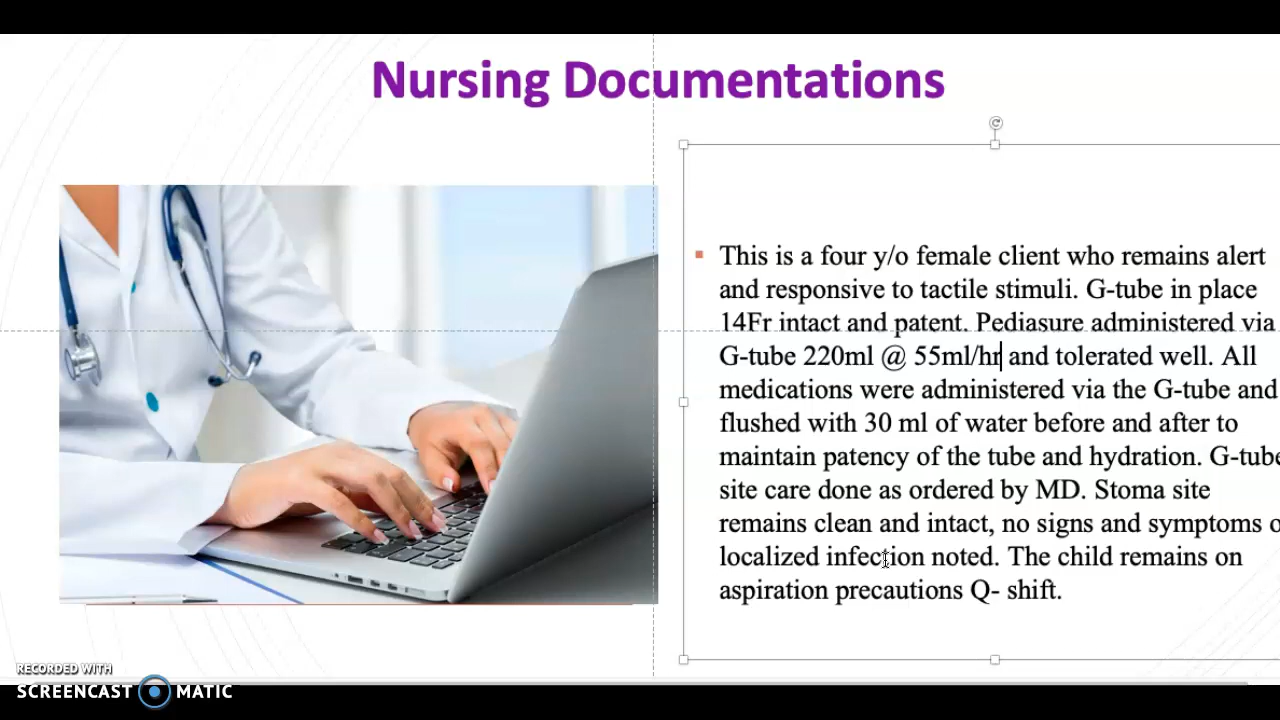 Nursing Documentations
This is a four y/o female client who remains alert
and responsive to tactile stimuli. G-tube in place
14Fr intact and patent. Pediasure administered via
G-tube 220ml @ 55ml/hr and tolerated well. All
medications were administered via the G-tube and
flushed with 30 ml of water before and after to
maintain patency of the tube and hydration. G-tube
site care done as ordered by MD. Stoma site
remains clean and intact, no signs and symptoms
localized infection noted. The child remains on
aspiration precautions Q- shift.
RECORDED WITH
SCREENCAST MATIC